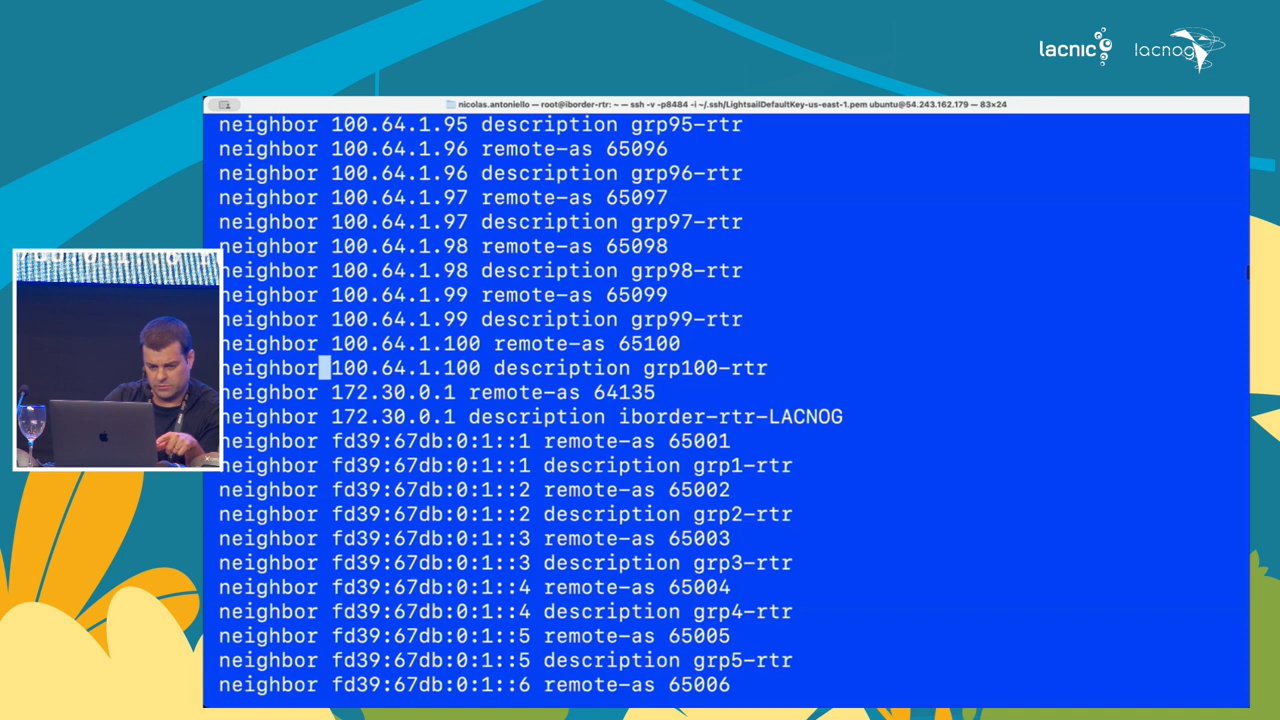 lacnic
lacnog
nicolas.antoniello — root@iborder-rtr: ~ — ssh -v -p8484 -i ~/.ssh/LightsailDefaultKey-us-east-1.pem ubuntu@54.243.162.179 — 83×24
neighbor 100.64.1.95 description grp95-rtr
neighbor 100.64.1.96 remote-as 65096
neighbor 100.64.1.96 description grp96-rtr
neighbor 100.64.1.97 remote-as 65097
neighbor 100.64.1.97 description grp97-rtr
neighbor 100.64.1.98 remote-as 65098
neighbor 100.64.1.98 description grp98-rtr
neighbor 100.64.1.99 remote-as 65099
neighbor 100.64.1.99 description grp99-rtr
neighbor 100.64.1.100 remote-as 65100
neighbor 100.64.1.100 description grp100-rtr
neighbor 172.30.0.1 remote-as 64135
neighbor 172.30.0.1 description iborder-rtr-LACNOG
neighbor fd39:67db:0:1::1 remote-as 65001
neighbor fd39:67db:0:1::1 description grp1-rtr
neighbor fd39:67db:0:1::2 remote-as 65002
neighbor fd39:67db:0:1::2 description grp2-rtr
neighbor fd39:67db:0:1::3 remote-as 65003
neighbor fd39:67db:0:1::3 description grp3-rtr
neighbor fd39:67db:0:1::4 remote-as 65004
neighbor fd39:67db:0:1::4 description grp4-rtr
neighbor fd39:67db:0:1::5 remote-as 65005
neighbor fd39:67db:0:1::5 description grp5-rtr
neighbor fd39:67db:0:1::6 remote-as 65006